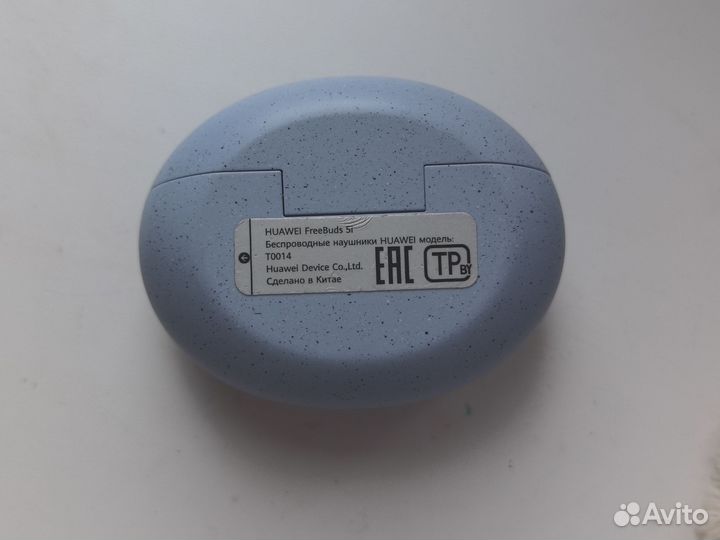 HUAWEI FreeBuds 5i
Беспроводные наушники HUAWEI модель:
T0014
Huawei Device Co.,Ltd.
Сделано в Китае
EAC
TP BY
Avito